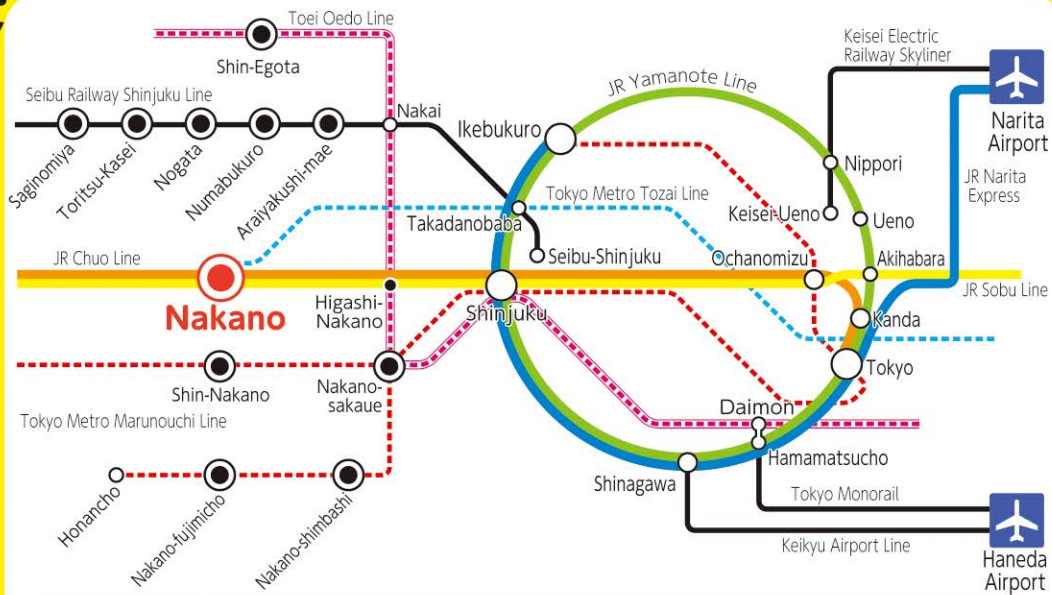 Toei Oedo Line
Shin-Egota
Keisei Electric
Railway Skyliner
Narita
Airport
JR Yamanote Line
Seibu Railway Shinjuku Line
Nakai
Ikebukuro
Saginomiya
Toritsu-Kasei
Nogata
Numabukuro
Araiyakushi-mae
Nippori
JR Narita
Express
Tokyo Metro Tozai Line
Takadanobaba
Keisei-Ueno
Ueno
Seibu-Shinjuku
Ochanomizu
Akihabara
JR Chuo Line
JR Sobu Line
Nakano
Higashi-
Nakano
Shinjuku
Kanda
Shin-Nakano
Nakano-
sakaue
Tokyo
Tokyo Metro Marunouchi Line
Daimon
Hamamatsucho
Shinagawa
Honancho
Nakano-fujimicho
Nakano-shimbashi
Tokyo Monorail
Keikyu Airport Line
Haneda
Airport